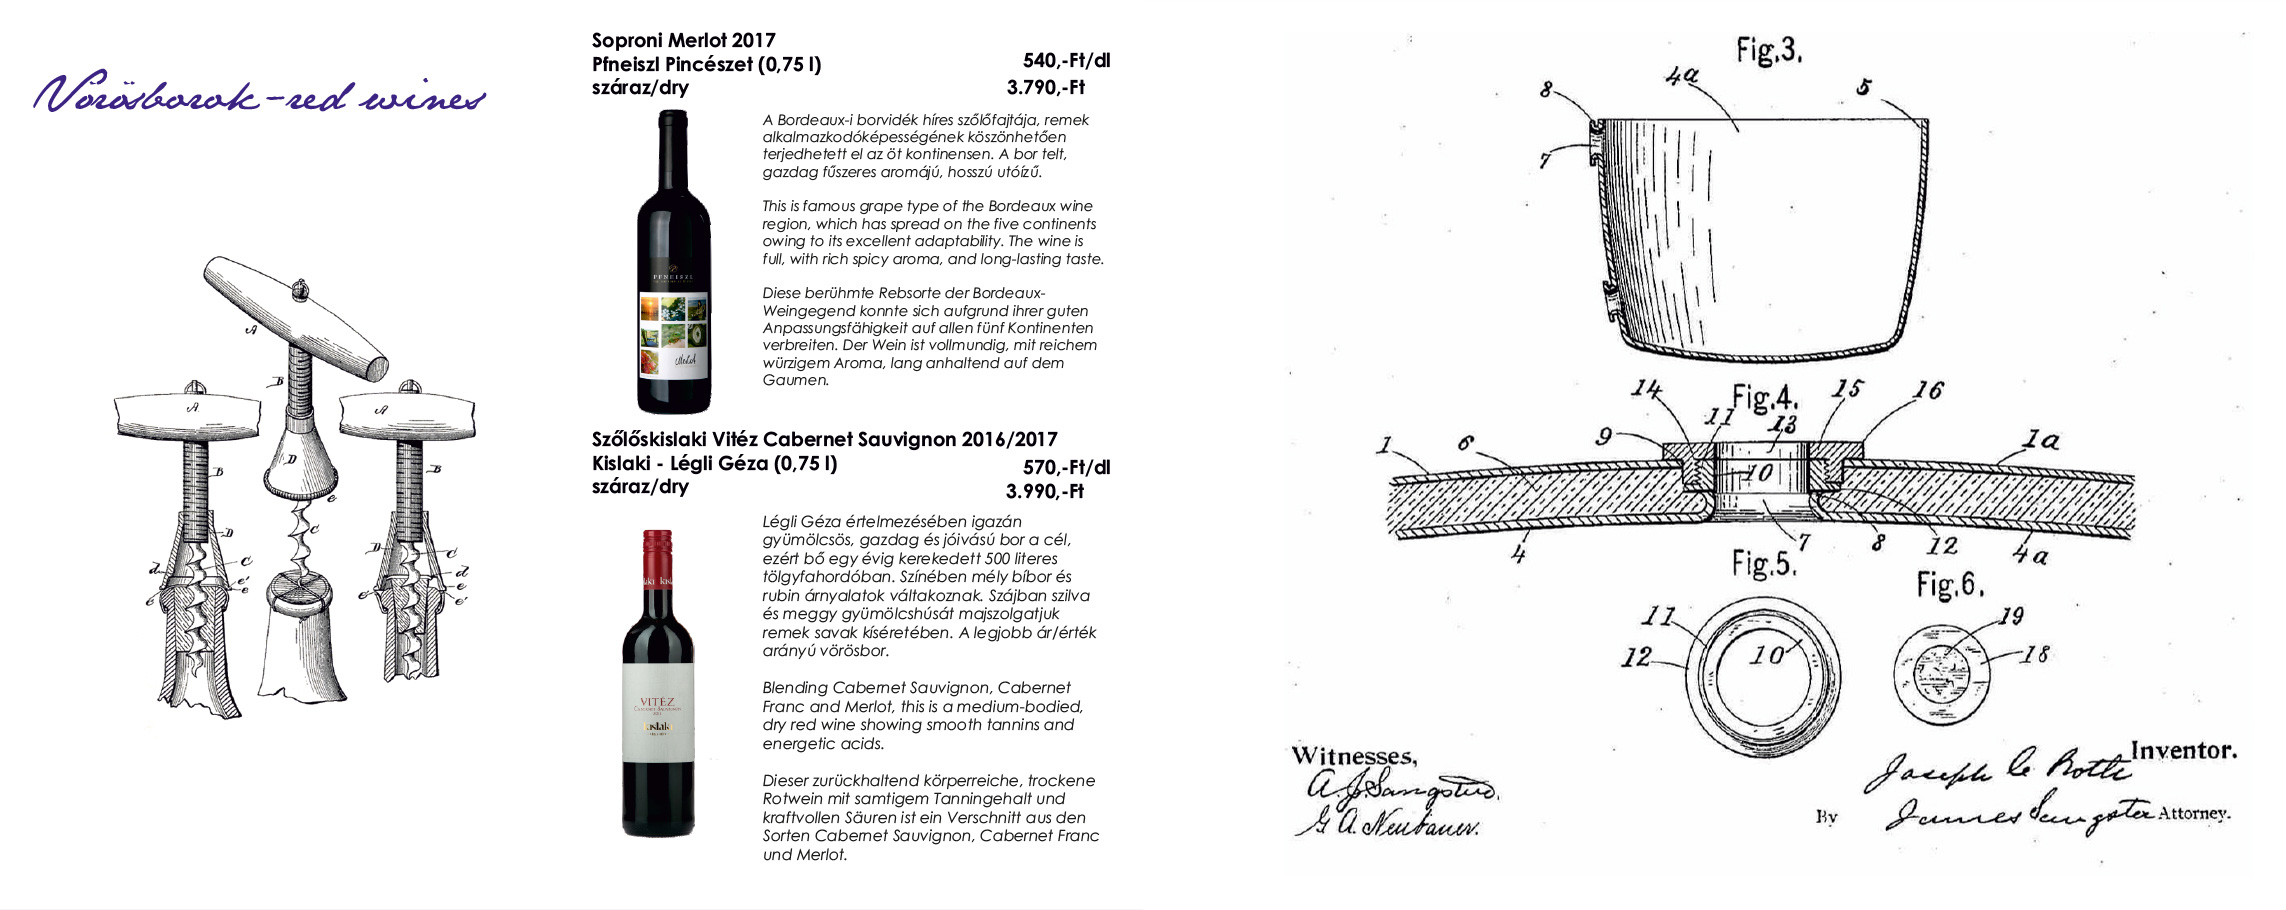 Vörösborok-red wines
A
A
A
B
B
B
D
e
C
D
D
c
c
d
d
e'
e
e
e'
e'
Soproni Merlot 2017
Pfneiszl Pincészet (0,75 l)
száraz/dry
540,-Ft/dl
3.790,-Ft
A Bordeaux-i borvidék híres szőlőfajtája, remek
alkalmazkodóképességének köszönhetően
terjedhetett el az öt kontinensen. A bor telt,
gazdag fűszeres aromájú, hosszú utóízű.
This is famous grape type of the Bordeaux wine
region, which has spread on the five continents
owing to its excellent adaptability. The wine is
full, with rich spicy aroma, and long-lasting taste.
Diese berühmte Rebsorte der Bordeaux-
Weingegend konnte sich aufgrund ihrer guten
Anpassungsfähigkeit auf allen fünf Kontinenten
verbreiten. Der Wein ist vollmundig, mit reichem
würzigem Aroma, lang anhaltend auf dem
Gaumen.
PFNEISZL
Merlot
Szőlőskislaki Vitéz Cabernet Sauvignon 2016/2017
Kislaki - Légli Géza (0,75 l)
száraz/dry
570,-Ft/dl
3.990,-Ft
Légli Géza értelmezésében igazán
gyümölcsös, gazdag és jóivású bor a cél,
ezért bő egy évig kerekedett 500 literes
tölgyfahordóban. Színében mély bíbor és
rubin árnyalatok váltakoznak. Szájban szilva
és meggy gyümölcshúsát majszolgatjuk
remek savak kíséretében. A legjobb ár/érték
arányú vörösbor.
Blending Cabernet Sauvignon, Cabernet
Franc and Merlot, this is a medium-bodied,
dry red wine showing smooth tannins and
energetic acids.
Dieser zurückhaltend körperreiche, trockene
Rotwein mit samtigem Tanningehalt und
kraftvollen Säuren ist ein Verschnitt aus den
Sorten Cabernet Sauvignon, Cabernet Franc
und Merlot.
VITÉZ
CABERNET SAUVIGNON
kislaki
Fig.3.
4a
5
8
7
Fig.4.
14
11
13
15
16
9
1
6
10
1a
4
7
8
12
4a
Fig.5.
11
12
10
Fig.6.
19
18
Witnesses,
A. J. Sangster,
G. A. Neubauer.
Inventor.
Joseph Le Rotte
By James Sangster Attorney.